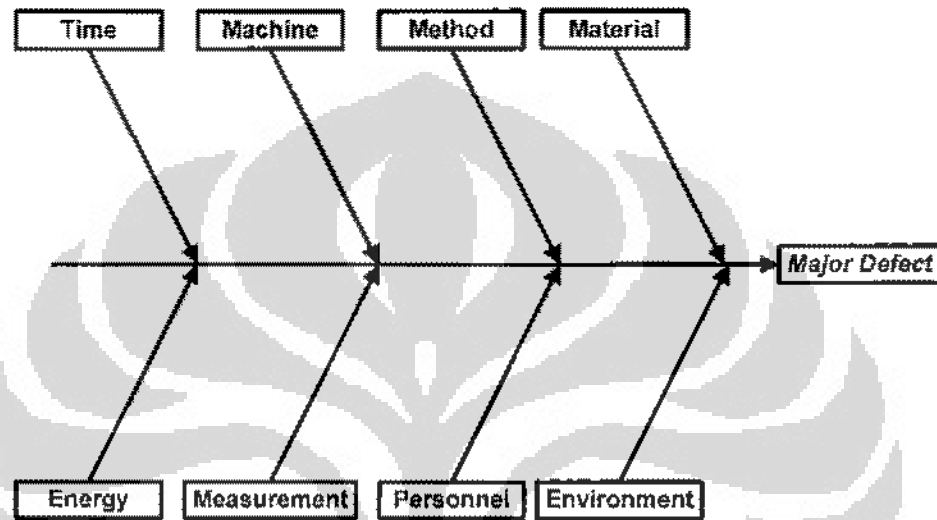 Time Machine Method Material
Major Defect
Energy Measurement Personnel Environment